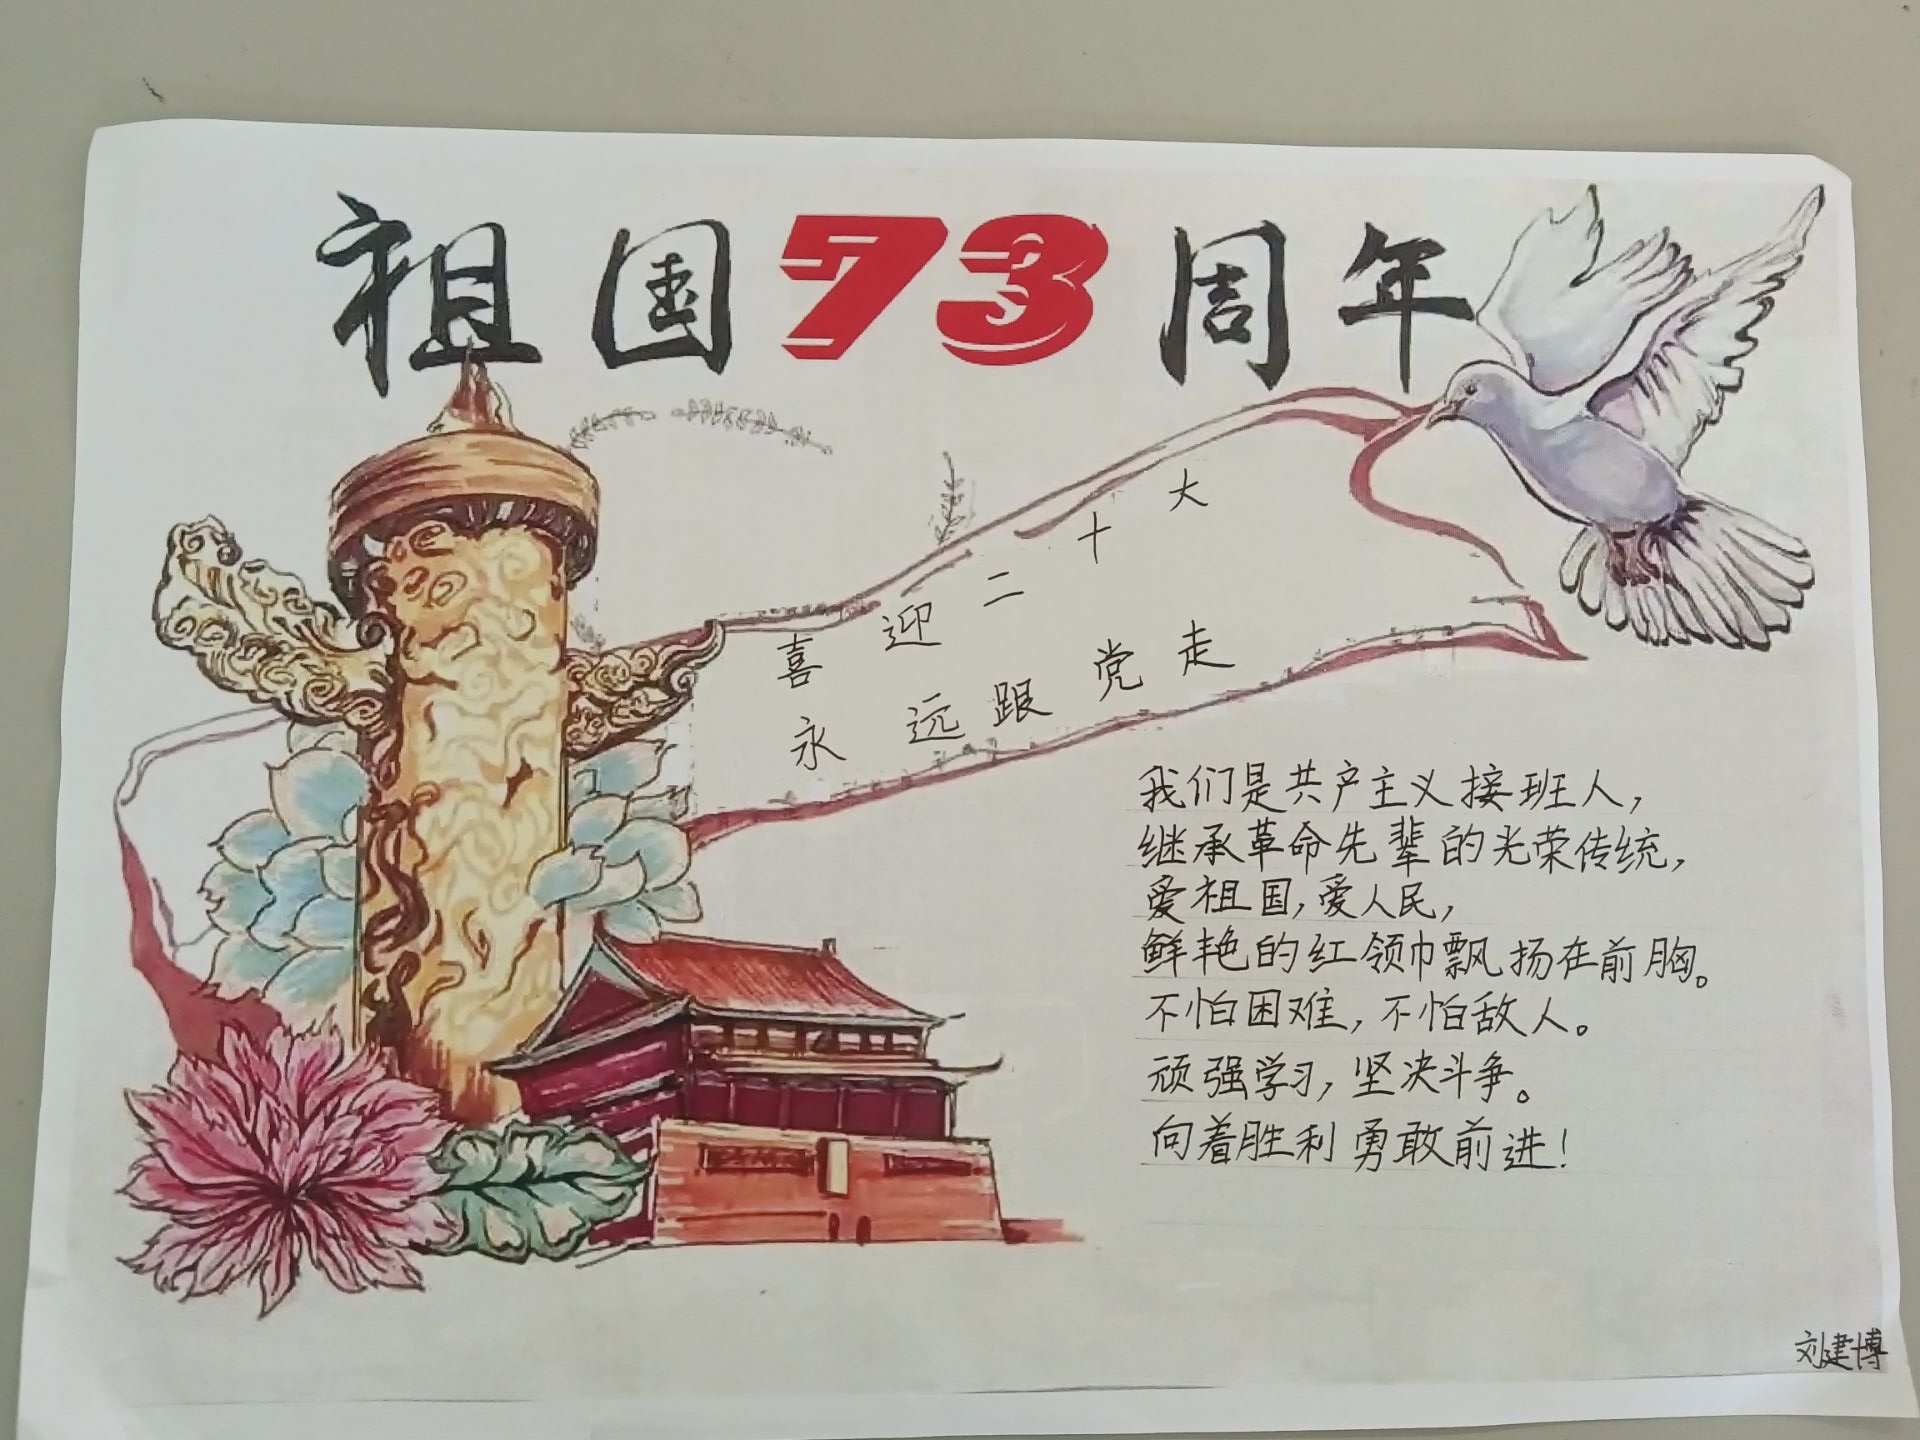 祖国73周年
喜迎二十大
永远跟党走
我们是共产主义接班人,
继承革命先辈的光荣传统,
爱祖国,爱人民,
鲜艳的红领巾飘扬在前胸。
不怕困难,不怕敌人。
顽强学习,坚决斗争。
向着胜利勇敢前进!
刘建博